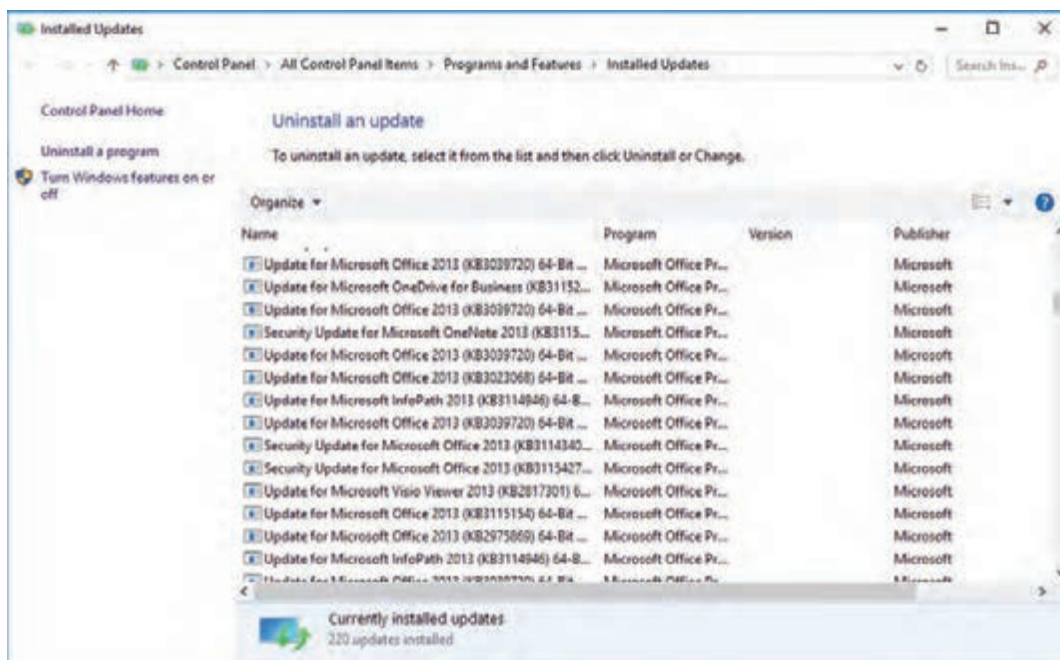 Installed Updates
Control Panel > All Control Panel Items > Programs and Features > Installed Updates
Search Ins...
Control Panel Home
Uninstall a program
Turn Windows features on or
off
Uninstall an update
To uninstall an update, select it from the list and then click Uninstall or Change.
Organize
Name Program Version Publisher
Update for Microsoft Office 2013 (KB3039720) 64-Bit ... Microsoft Office Pr... Microsoft
Update for Microsoft OneDrive for Business (KB31152... Microsoft Office Pr... Microsoft
Update for Microsoft Office 2013 (KB3039720) 64-Bit ... Microsoft Office Pr... Microsoft
Security Update for Microsoft OneNote 2013 (KB3115... Microsoft Office Pr... Microsoft
Update for Microsoft Office 2013 (KB3039720) 64-Bit ... Microsoft Office Pr... Microsoft
Update for Microsoft Office 2013 (KB3023068) 64-Bit ... Microsoft Office Pr... Microsoft
Update for Microsoft InfoPath 2013 (KB3114946) 64-B... Microsoft Office Pr... Microsoft
Update for Microsoft Office 2013 (KB3039720) 64-Bit ... Microsoft Office Pr... Microsoft
Security Update for Microsoft Office 2013 (KB3114340... Microsoft Office Pr... Microsoft
Security Update for Microsoft Office 2013 (KB3115427... Microsoft Office Pr... Microsoft
Update for Microsoft Visio Viewer 2013 (KB2817301) 6... Microsoft Office Pr... Microsoft
Update for Microsoft Office 2013 (KB3115154) 64-Bit ... Microsoft Office Pr... Microsoft
Update for Microsoft Office 2013 (KB2975869) 64-Bit ... Microsoft Office Pr... Microsoft
Update for Microsoft InfoPath 2013 (KB3114946) 64-B... Microsoft Office Pr... Microsoft
Currently installed updates
220 updates installed